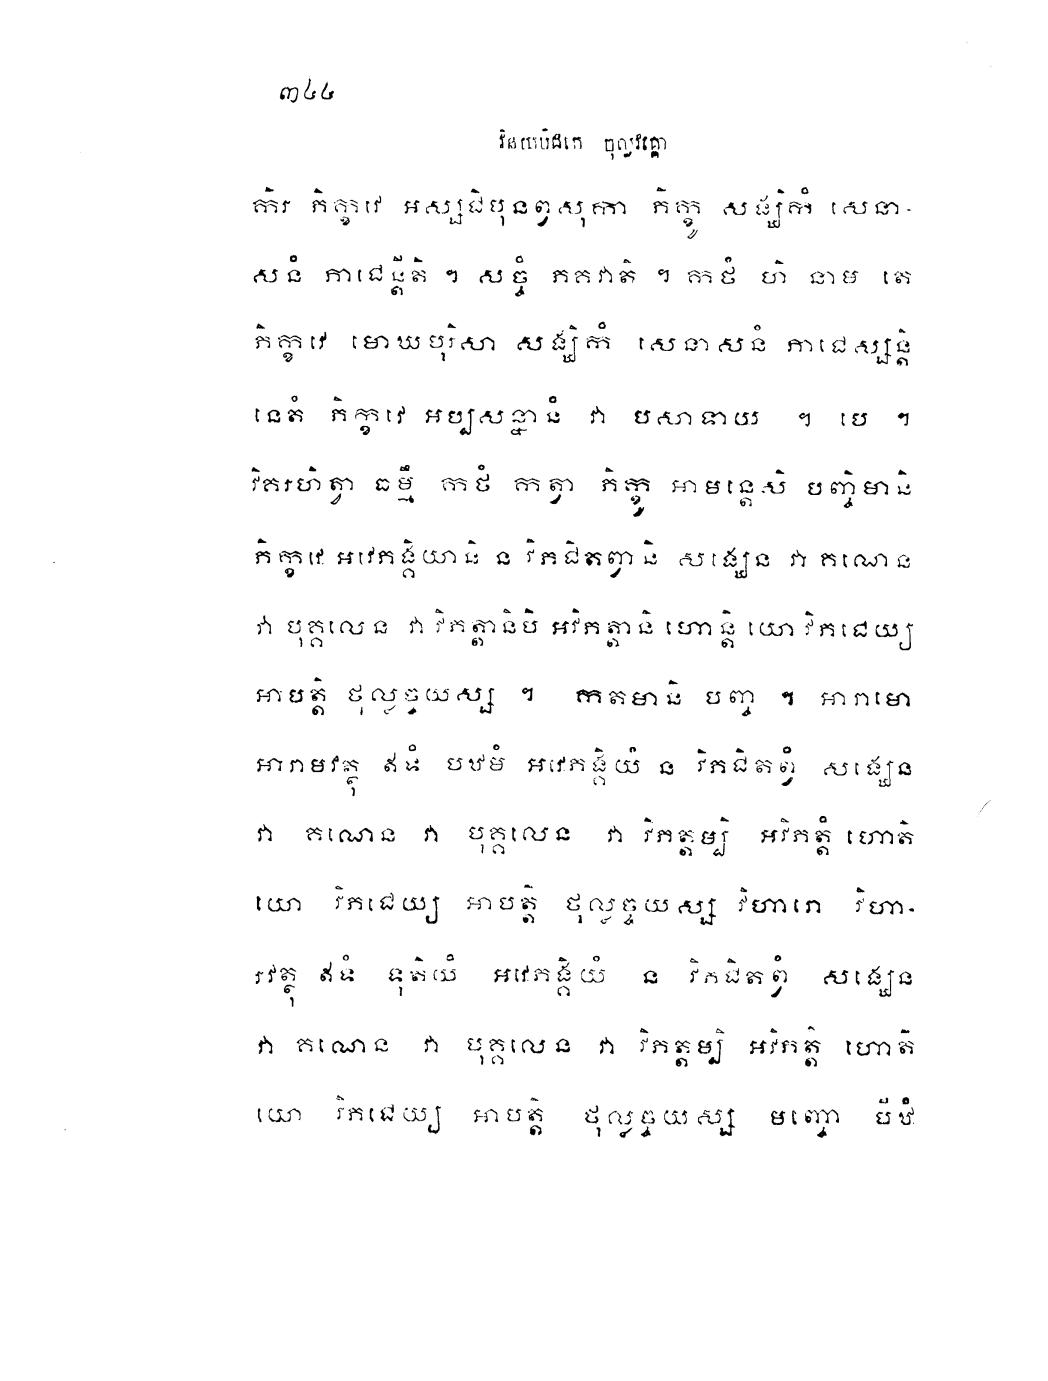 ៣៤៤
វិនយបិដកេ ចុល្លវគ្គោ
កិរ ភិក្ខវេ អស្សជិបុនព្វសុកា ភិក្ខូ សង្ឃិកំ សេនា-
សនំ ភាជេន្តីតិ ។ សច្ចំ ភគវាតិ ។ កថំ ហិ នាម តេ
ភិក្ខវេ មោឃបុរិសា សង្ឃិកំ សេនាសនំ ភាជេស្សន្តិ
នេតំ ភិក្ខវេ អប្បសន្នានំ វា បសាទាយ ។ បេ ។
វិគរហិត្វា ធម្មឹ កថំ កត្វា ភិក្ខូ អាមន្តេសិ បញ្ចិមានិ
ភិក្ខវេ អវេភង្គិយានិ ន វិភជិតព្វានិ សង្ឃេន វា គណេន
វា បុគ្គលេន វា វិភត្តានិបិ អវិភត្តានិ ហោន្តិ យោ វិភជេយ្យ
អាបត្តិ ថុល្លច្ចយស្ស ។ កតមានិ បញ្ច ។ អារាមោ
អារាមវត្ថុ ឥទំ បឋមំ អវេភង្គិយំ ន វិភជិតព្វំ សង្ឃេន
វា គណេន វា បុគ្គលេន វា វិភត្តម្បិ អវិភត្តំ ហោតិ
យោ វិភជេយ្យ អាបត្តិ ថុល្លច្ចយស្ស វិហារោ វិហា-
រវត្ថុ ឥទំ ទុតិយំ អវេភង្គិយំ ន វិភជិតព្វំ សង្ឃេន
វា គណេន វា បុគ្គលេន វា វិភត្តម្បិ អវិភត្តំ ហោតិ
យោ វិភជេយ្យ អាបត្តិ ថុល្លច្ចយស្ស មញ្ចោ បីឋំ